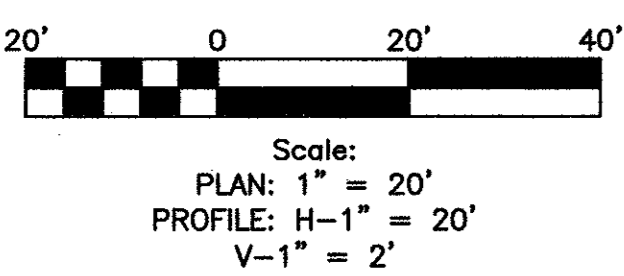 20' 0 20' 40'
Scale:
PLAN: 1" = 20'
PROFILE: H-1" = 20'
V-1" = 2'